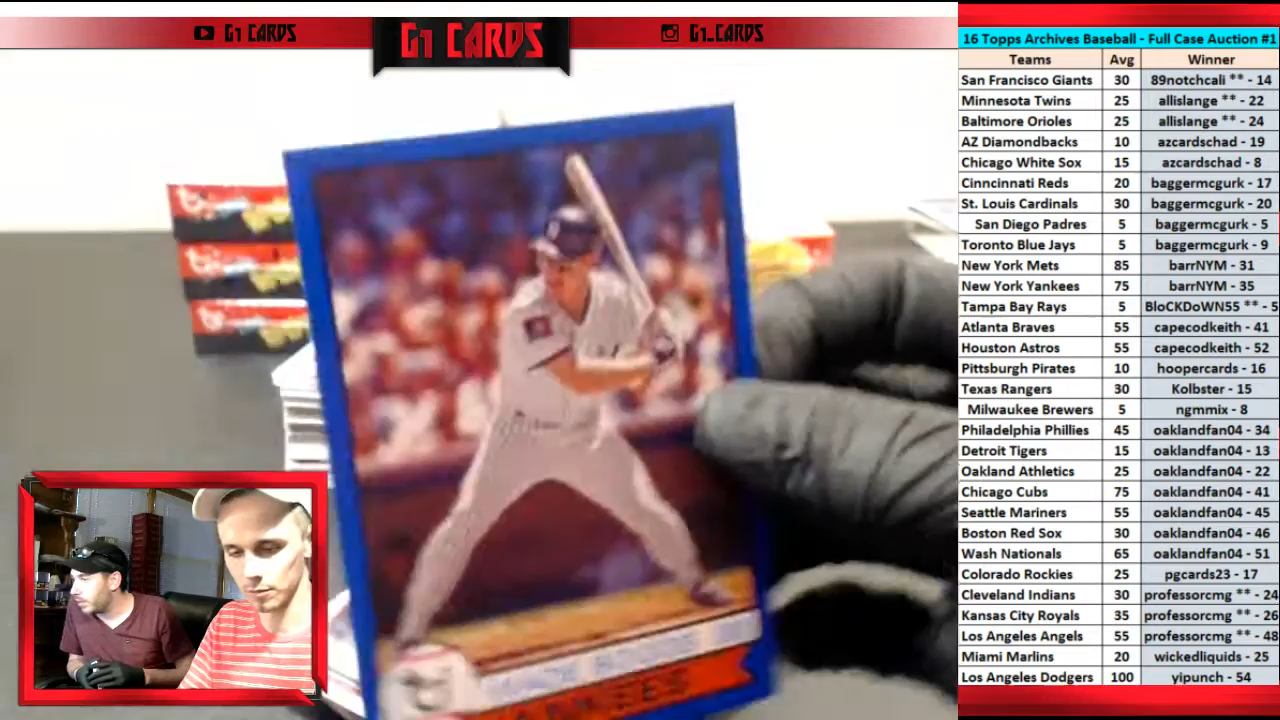 G1 CARDS
G1 CARDS
G1_CARDS
16 Topps Archives Baseball - Full Case Auction #1
Teams Avg Winner
San Francisco Giants 30 89notchcali ** - 14
Minnesota Twins 25 allislange ** - 22
Baltimore Orioles 25 allislange ** - 24
AZ Diamondbacks 10 azcardschad - 19
Chicago White Sox 15 azcardschad - 8
Cinncinnati Reds 20 baggermcgurk - 17
St. Louis Cardinals 30 baggermcgurk - 20
San Diego Padres 5 baggermcgurk - 5
Toronto Blue Jays 5 baggermcgurk - 9
New York Mets 85 barrNYM - 31
New York Yankees 75 barrNYM - 35
Tampa Bay Rays 5 BloCKDoWN55 ** - 5
Atlanta Braves 55 capecodkeith - 41
Houston Astros 55 capecodkeith - 52
Pittsburgh Pirates 10 hoopercards - 16
Texas Rangers 30 Kolbster - 15
Milwaukee Brewers 5 ngmmix - 8
Philadelphia Phillies 45 oaklandfan04 - 34
Detroit Tigers 15 oaklandfan04 - 13
Oakland Athletics 25 oaklandfan04 - 22
Chicago Cubs 75 oaklandfan04 - 41
Seattle Mariners 55 oaklandfan04 - 45
Boston Red Sox 30 oaklandfan04 - 46
Wash Nationals 65 oaklandfan04 - 51
Colorado Rockies 25 pgcards23 - 17
Cleveland Indians 30 professorcmg ** - 24
Kansas City Royals 35 professorcmg ** - 26
Los Angeles Angels 55 professorcmg ** - 48
Miami Marlins 20 wickedliquids - 25
Los Angeles Dodgers 100 yipunch - 54